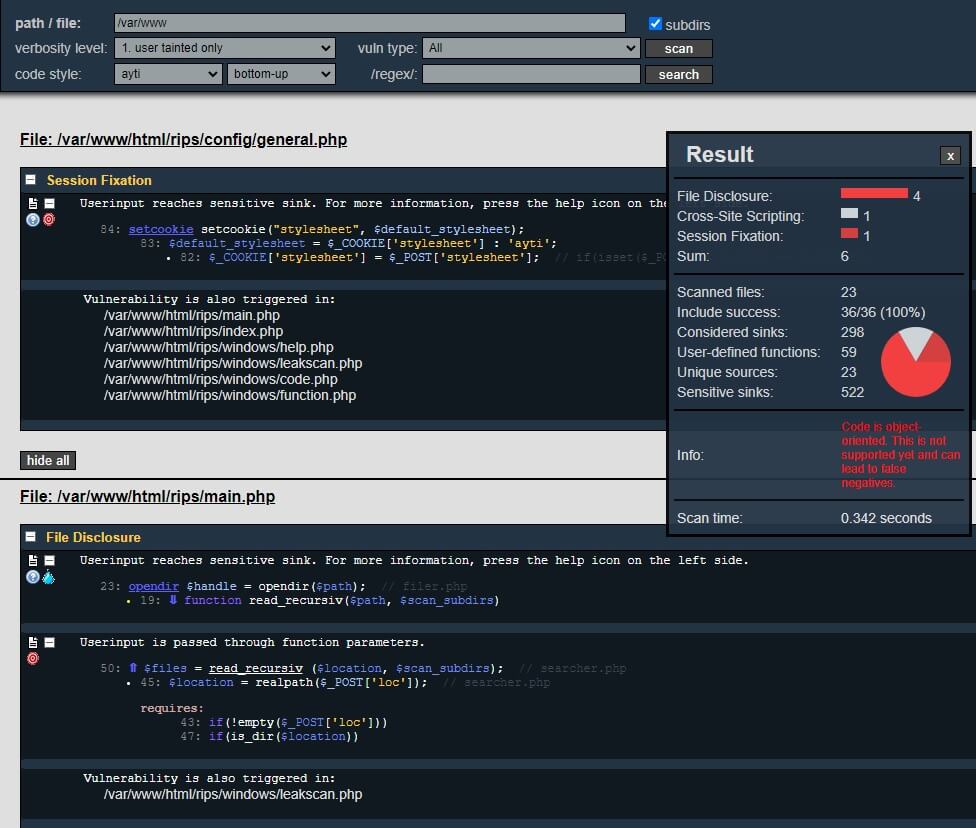 path / file: /var/www subdirs
verbosity level: 1. user tainted only vuln type: All scan
code style: ayti bottom-up /regex/: search
File: /var/www/html/rips/config/general.php
Session Fixation
Userinput reaches sensitive sink. For more information, press the help icon on the
84: setcookie setcookie("stylesheet", $default_stylesheet);
83: $default_stylesheet = $_COOKIE['stylesheet'] : 'ayti';
82: $_COOKIE['stylesheet'] = $_POST['stylesheet']; // if(isset($_PO
Vulnerability is also triggered in:
/var/www/html/rips/main.php
/var/www/html/rips/index.php
/var/www/html/rips/windows/help.php
/var/www/html/rips/windows/leakscan.php
/var/www/html/rips/windows/code.php
/var/www/html/rips/windows/function.php
hide all
Result x
File Disclosure: 4
Cross-Site Scripting: 1
Session Fixation: 1
Sum: 6
Scanned files: 23
Include success: 36/36 (100%)
Considered sinks: 298
User-defined functions: 59
Unique sources: 23
Sensitive sinks: 522
Info:
Code is object-
oriented. This is not
supported yet and can
lead to false
negatives.
Scan time: 0.342 seconds
File: /var/www/html/rips/main.php
File Disclosure
Userinput reaches sensitive sink. For more information, press the help icon on the left side.
23: opendir $handle = opendir($path); // filer.php
19: ⇓ function read_recursiv($path, $scan_subdirs)
Userinput is passed through function parameters.
50: ⇑ $files = read_recursiv ($location, $scan_subdirs); // searcher.php
45: $location = realpath($_POST['loc']); // searcher.php
requires:
43: if(!empty($_POST['loc']))
47: if(is_dir($location))
Vulnerability is also triggered in:
/var/www/html/rips/windows/leakscan.php